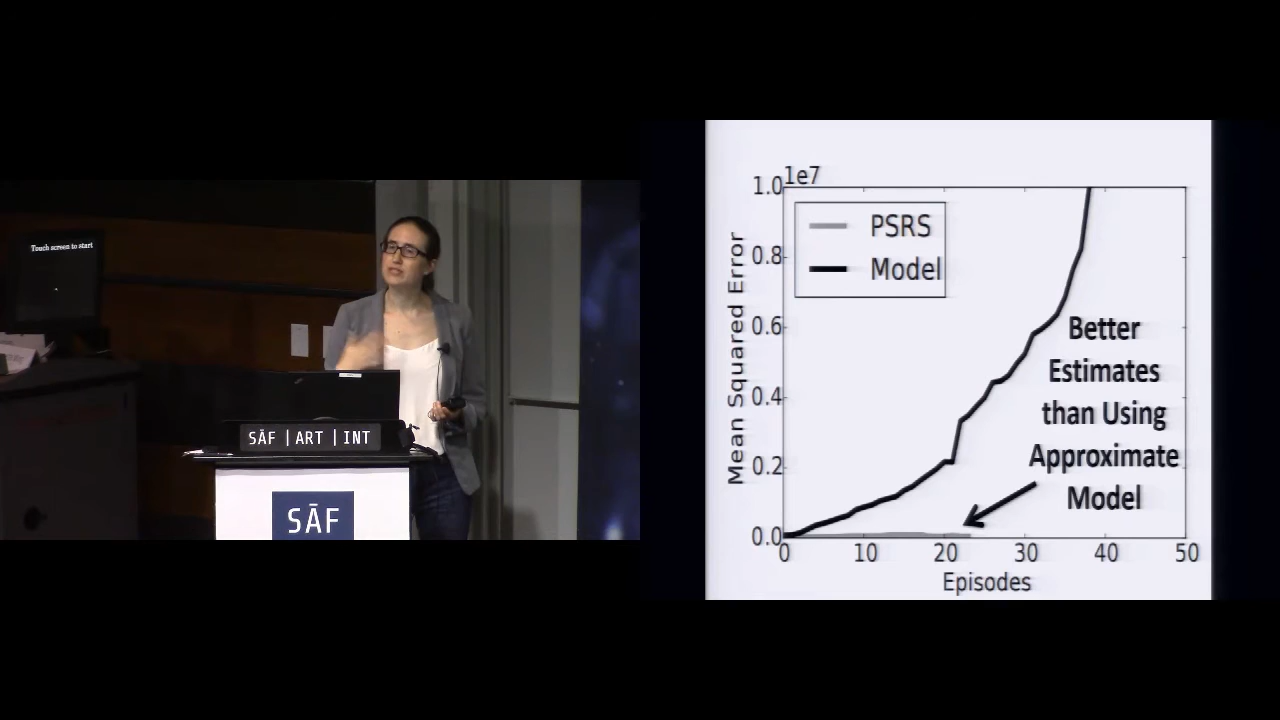 Touch screen to start
SĀF | ART | INT
SĀF
1e7
1.0
0.8
0.6
0.4
0.2
0.0
Mean Squared Error
PSRS
Model
Better
Estimates
than Using
Approximate
Model
0 10 20 30 40 50
Episodes